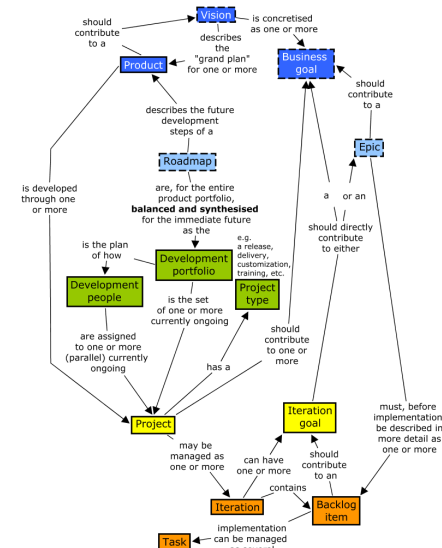 Vision
should
contribute
to a
is concretised
as one or more
describes
the
"grand plan"
for one or more
Product
Business
goal
should
contribute
to a
describes the future
development
steps of a
Epic
Roadmap
is developed
through one
or more
are, for the entire
product portfolio,
balanced and synthesised
for the immediate future
as the
a or an
should directly
contribute
to either
e.g.
a release,
delivery,
customization,
training, etc.
is the plan
of how
Development
portfolio
Development
people
Project
type
is the set
of one or more
currently ongoing
are assigned
to one or more
(parallel) currently
ongoing
should
contribute
to one or
more
has a
Project
Iteration
goal
must, before
implementation
be described in
more detail as
one or more
may be
managed as
one or more
can have
one or more
should
contribute
to an
contains
Iteration
Backlog
item
implementation
can be managed
Task